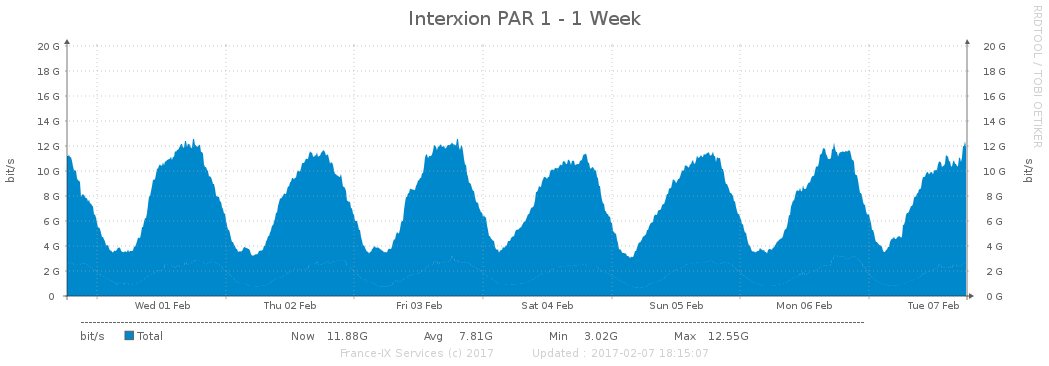 Interxion PAR 1 - 1 Week
RRDTOOL / TOBI OETIKER
20 G 20 G
18 G 18 G
16 G 16 G
14 G 14 G
12 G 12 G
10 G 10 G
8 G 8 G
6 G 6 G
4 G 4 G
2 G 2 G
0 0 G
bit/s bit/s
Wed 01 Feb Thu 02 Feb Fri 03 Feb Sat 04 Feb Sun 05 Feb Mon 06 Feb Tue 07 Feb
bit/s Total Now 11.88G Avg 7.81G Min 3.02G Max 12.55G
France-IX Services (c) 2017 Updated : 2017-02-07 18:15:07